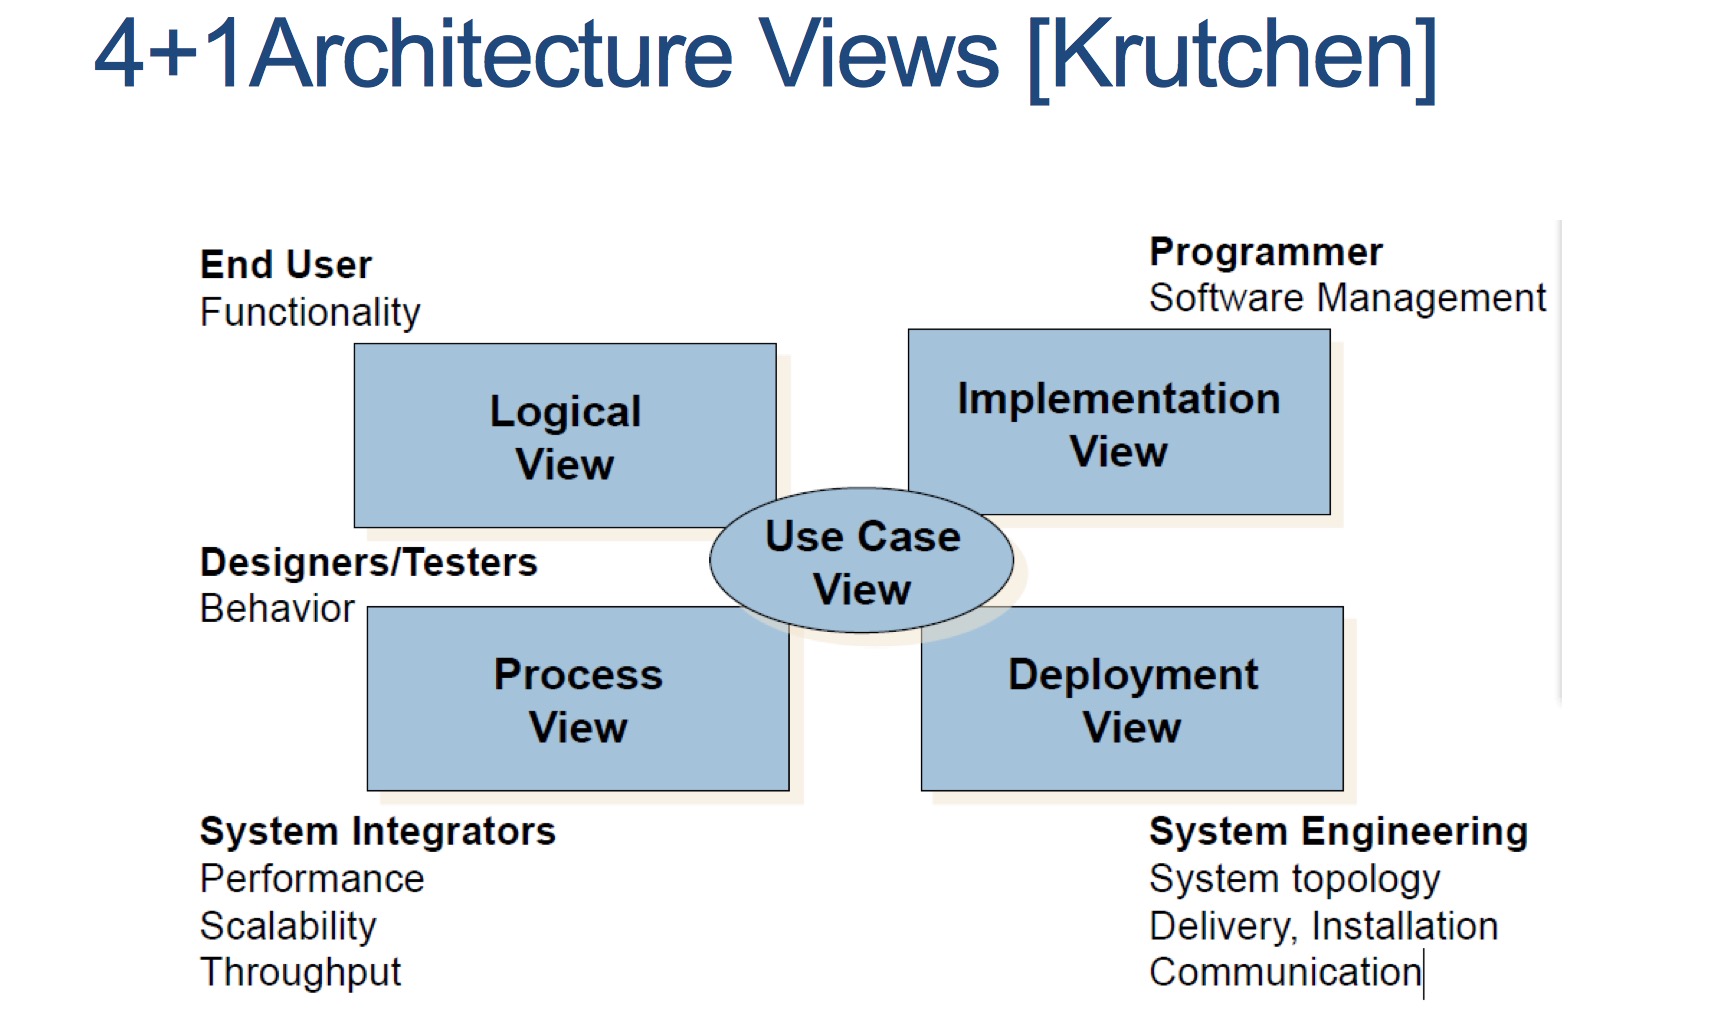 4+1Architecture Views [Krutchen]
End User
Functionality
Programmer
Software Management
Logical
View
Implementation
View
Use Case
View
Designers/Testers
Behavior
Process
View
Deployment
View
System Integrators
Performance
Scalability
Throughput
System Engineering
System topology
Delivery, Installation
Communication